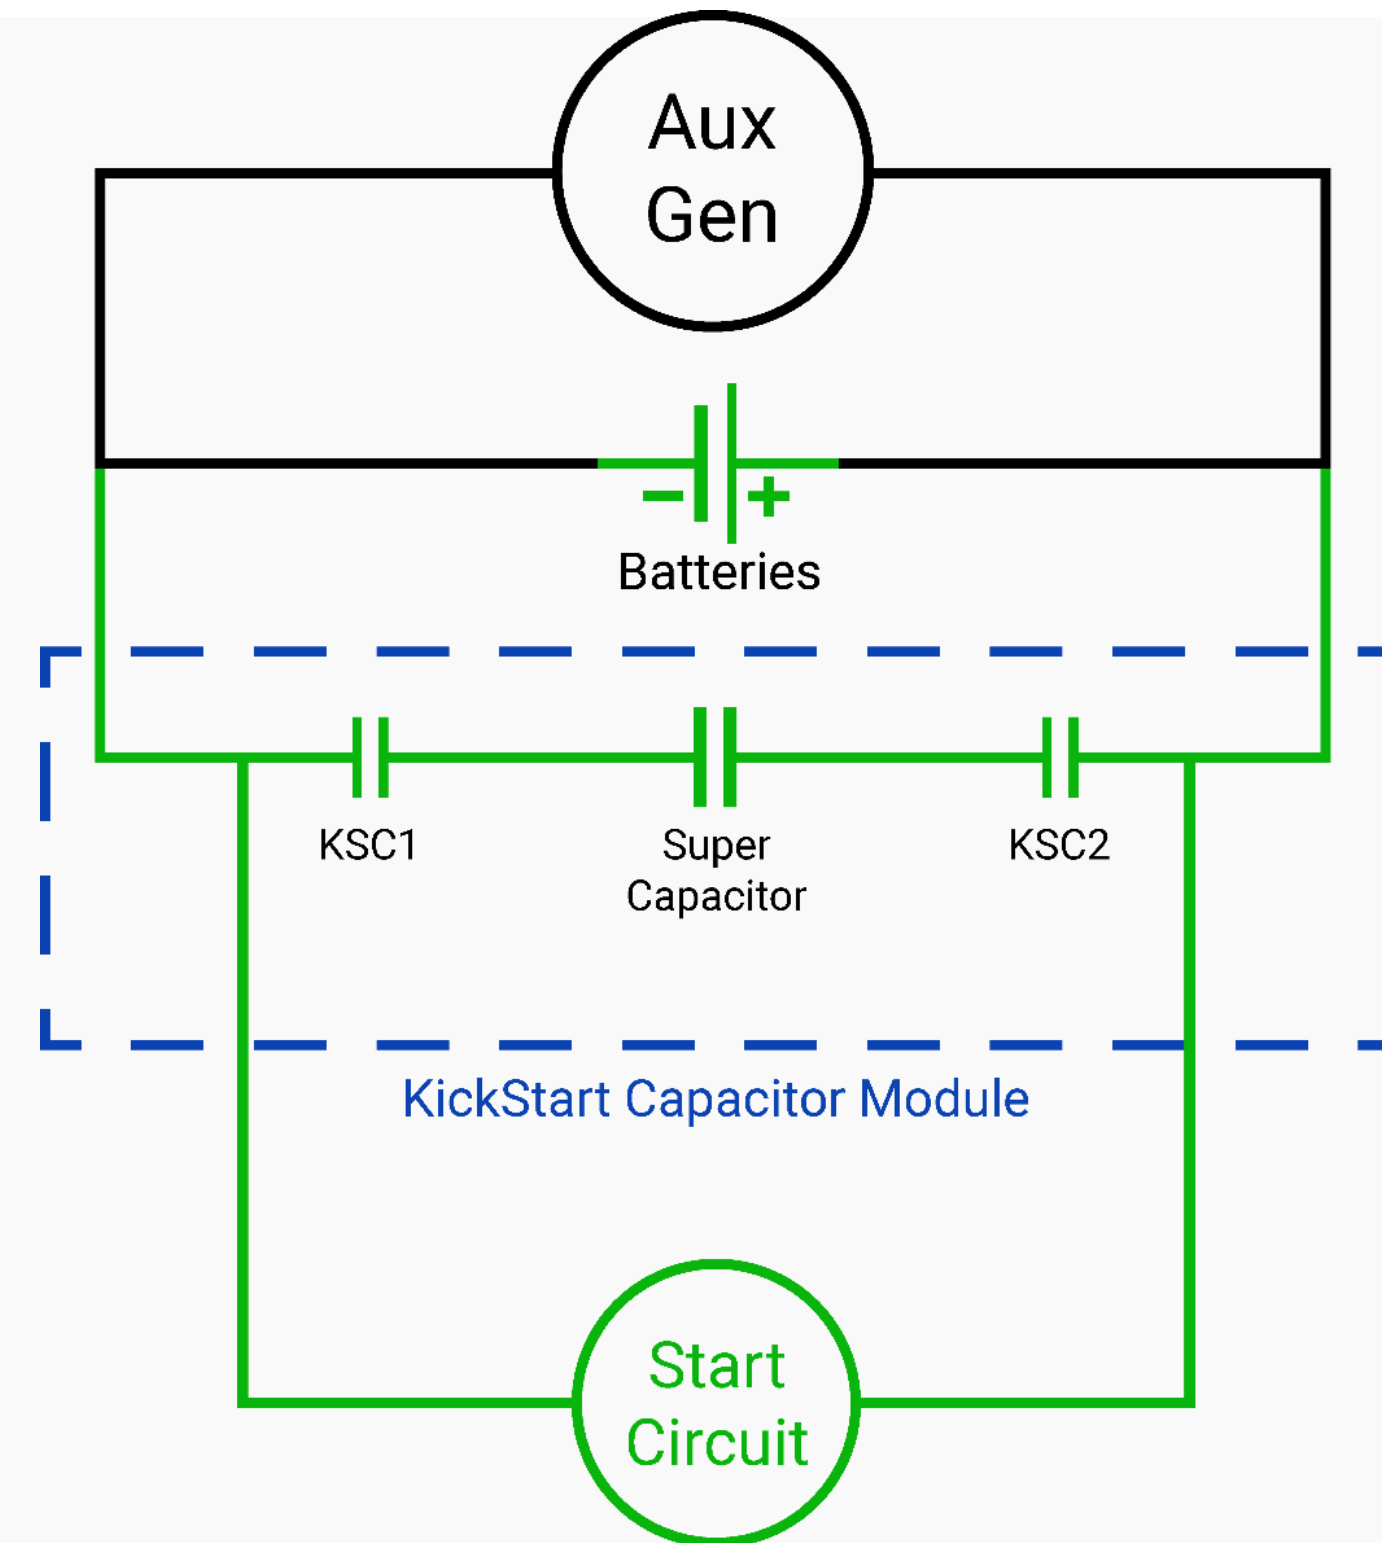 Aux
Gen
− +
Batteries
KSC1
Super
Capacitor
KSC2
KickStart Capacitor Module
Start
Circuit